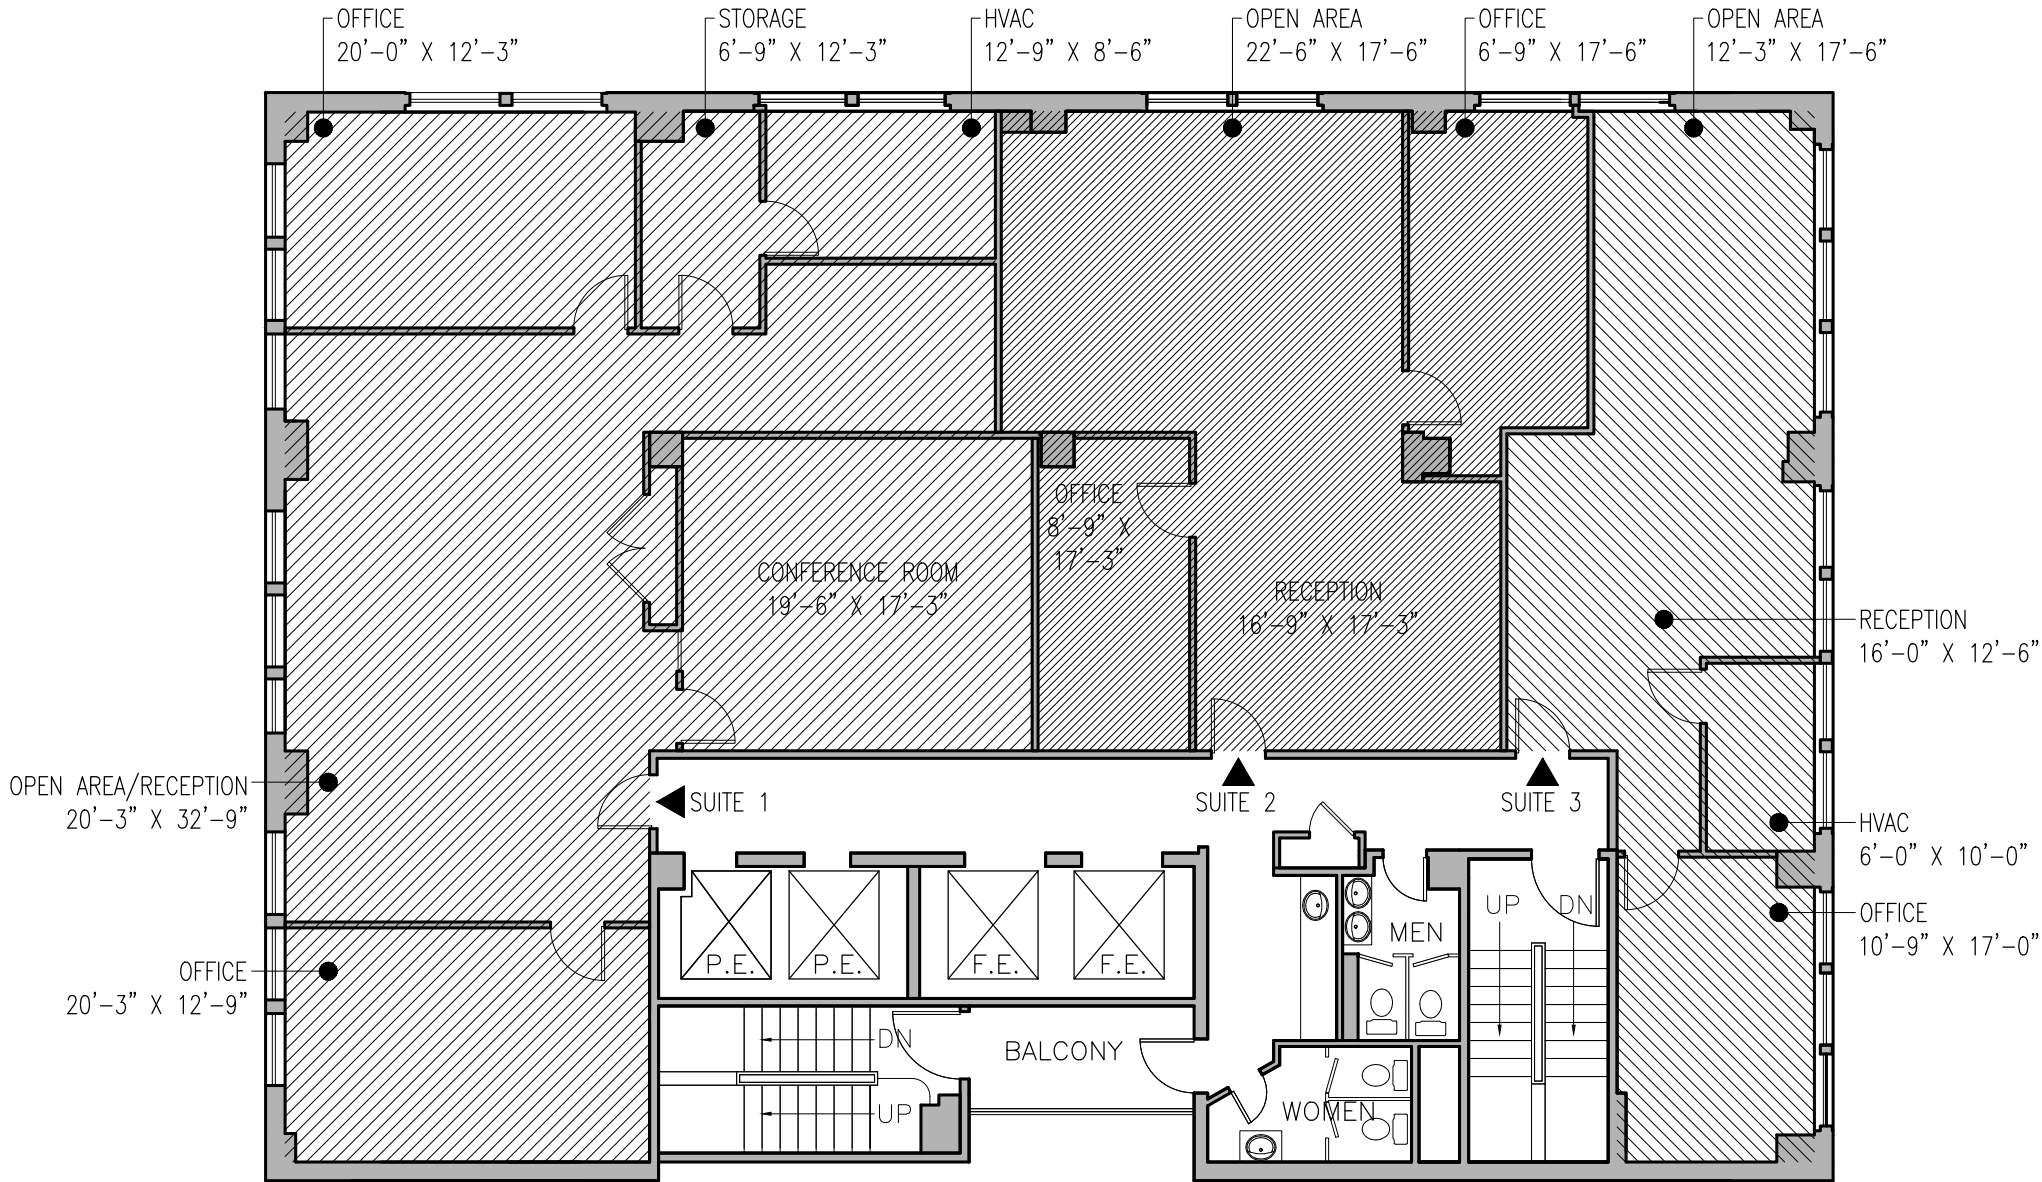 OFFICE
20'-0" X 12'-3"
STORAGE
6'-9" X 12'-3"
HVAC
12'-9" X 8'-6"
OPEN AREA
22'-6" X 17'-6"
OFFICE
6'-9" X 17'-6"
OPEN AREA
12'-3" X 17'-6"
OFFICE
8'-9" X
17'-3"
CONFERENCE ROOM
19'-6" X 17'-3"
RECEPTION
16'-9" X 17'-3"
RECEPTION
16'-0" X 12'-6"
OPEN AREA/RECEPTION
20'-3" X 32'-9"
SUITE 1
SUITE 2
SUITE 3
HVAC
6'-0" X 10'-0"
OFFICE
10'-9" X 17'-0"
UP
DN
MEN
P.E.
P.E.
F.E.
F.E.
OFFICE
20'-3" X 12'-9"
DN
BALCONY
UP
WOMEN